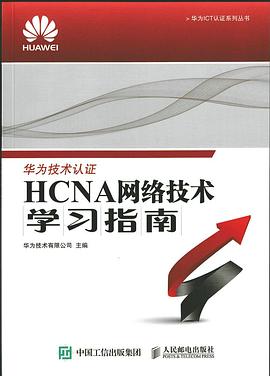 HUAWEI
>华为ICT认证系列丛书
华为技术认证
HCNA网络技术
学习指南
华为技术有限公司 主编
中国工信出版集团
人民邮电出版社
POSTS & TELECOM PRESS